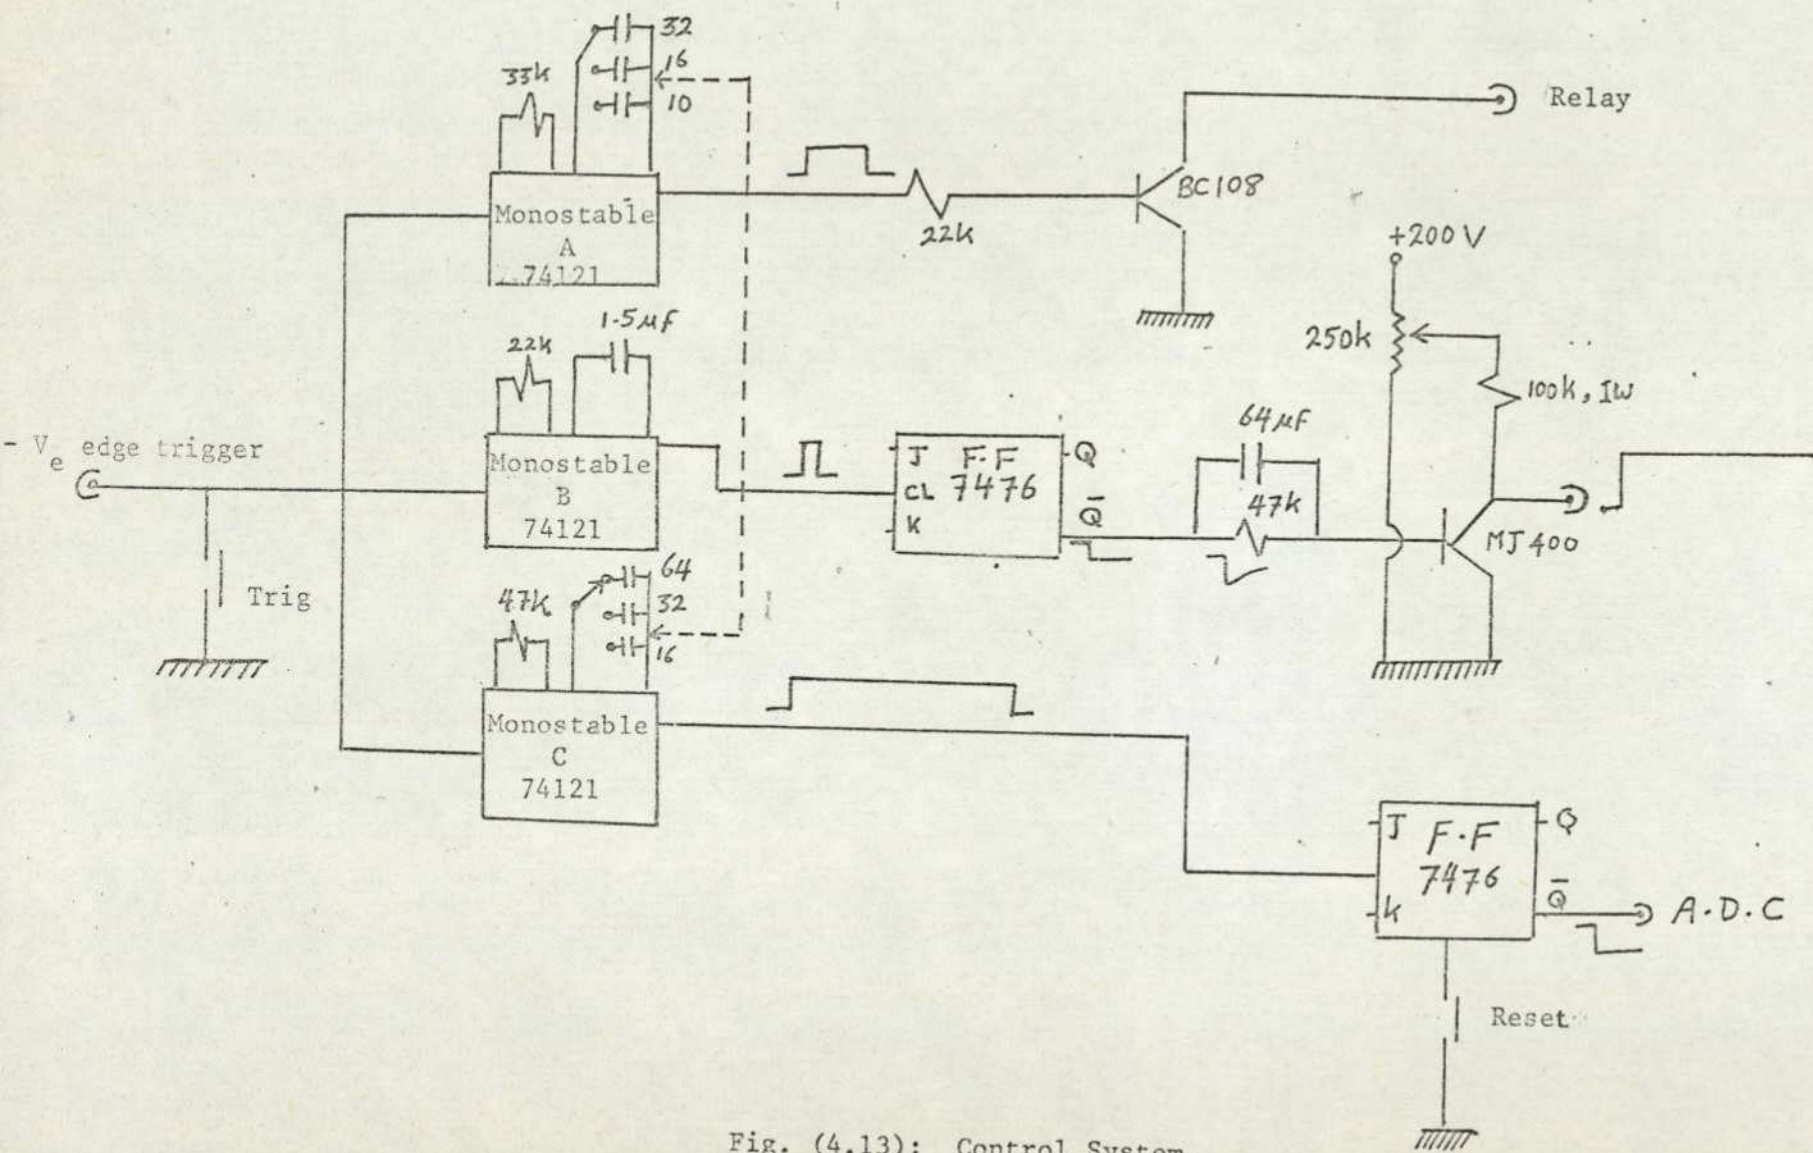 32
16
10
33k
Monostable
A
74121
22k
BC108
Relay
+200 V
250k
100k, 1W
1.5µF
22k
- Ve edge trigger
Monostable
B
74121
Trig
J F.F Q
CL 7476
K Q̅
64µF
47k
MJ400
64
32
16
47k
Monostable
C
74121
J F.F Q
7476
K Q̅
A.D.C
Reset
Fig. (4.13): Control System